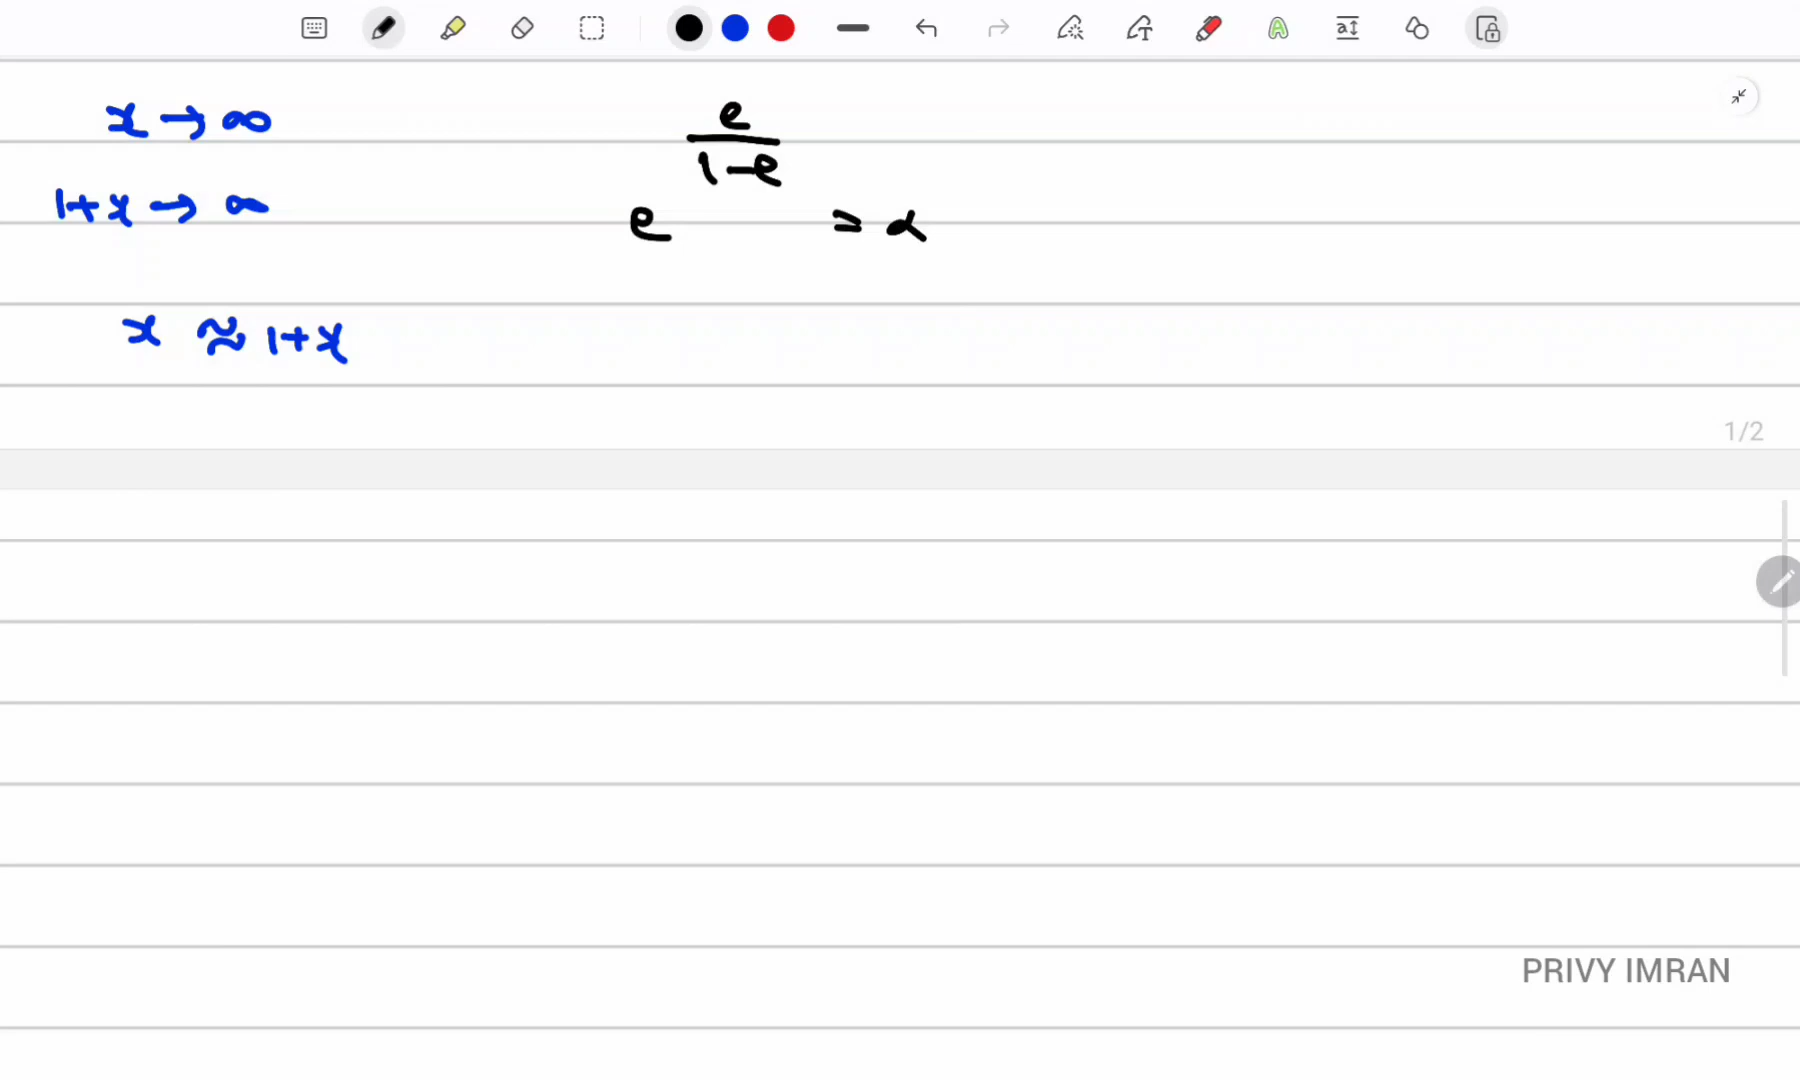 x → ∞
1+x → ∞
x ≈ 1+x
e^(e/(1-e)) = α
1/2
PRIVY IMRAN